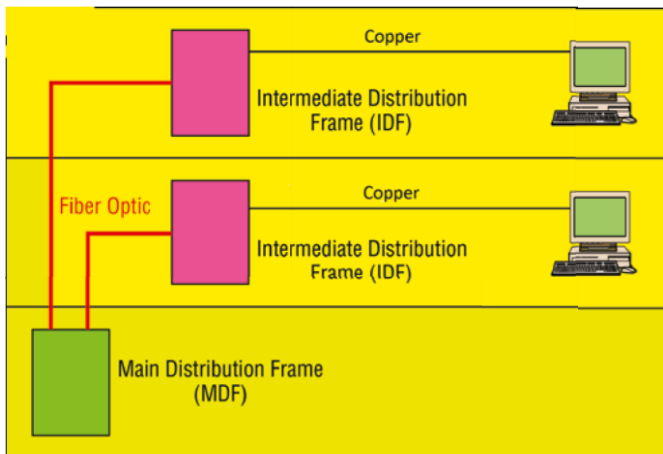 Copper
Intermediate Distribution
Frame (IDF)
Fiber Optic
Copper
Intermediate Distribution
Frame (IDF)
Main Distribution Frame
(MDF)